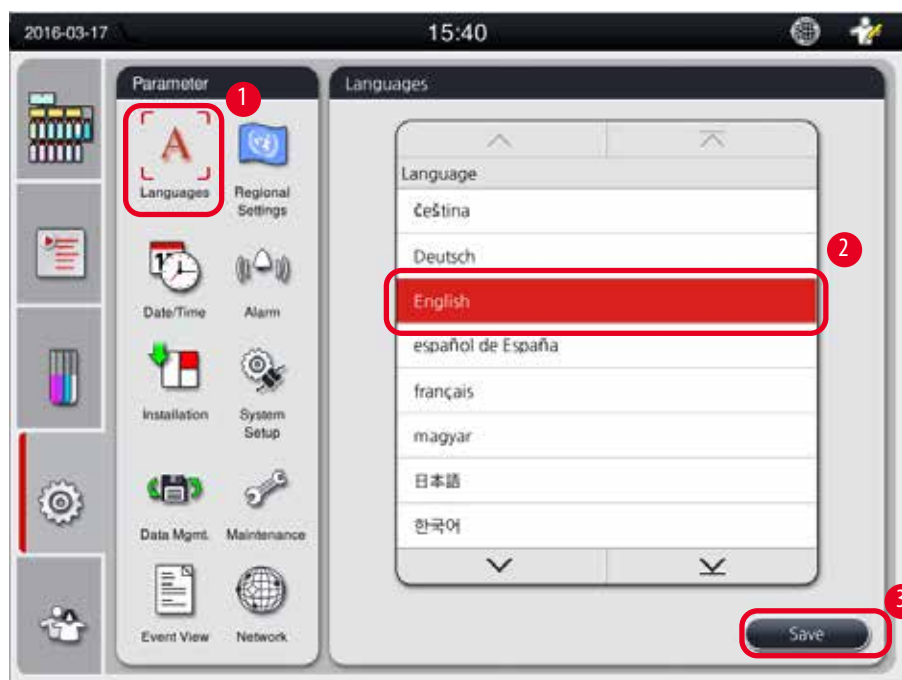 2016-03-17
15:40
Parameter
1
Languages
A
Languages
Regional
Settings
Date/Time
Alarm
Installation
System
Setup
Data Mgmt.
Maintenance
Event View
Network
Language
čeština
Deutsch
2
English
español de España
français
magyar
日本語
한국어
3
Save